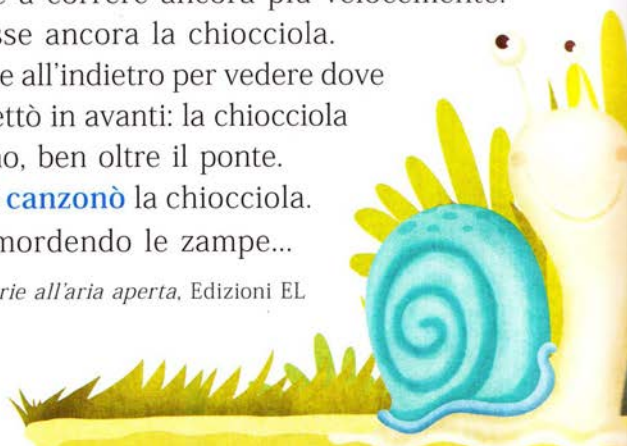 a correre ancora più velocemente.
sse ancora la chiocciola.
e all'indietro per vedere dove
ettò in avanti: la chiocciola
no, ben oltre il ponte.
canzonò la chiocciola.
mordendo le zampe...
rie all'aria aperta, Edizioni EL